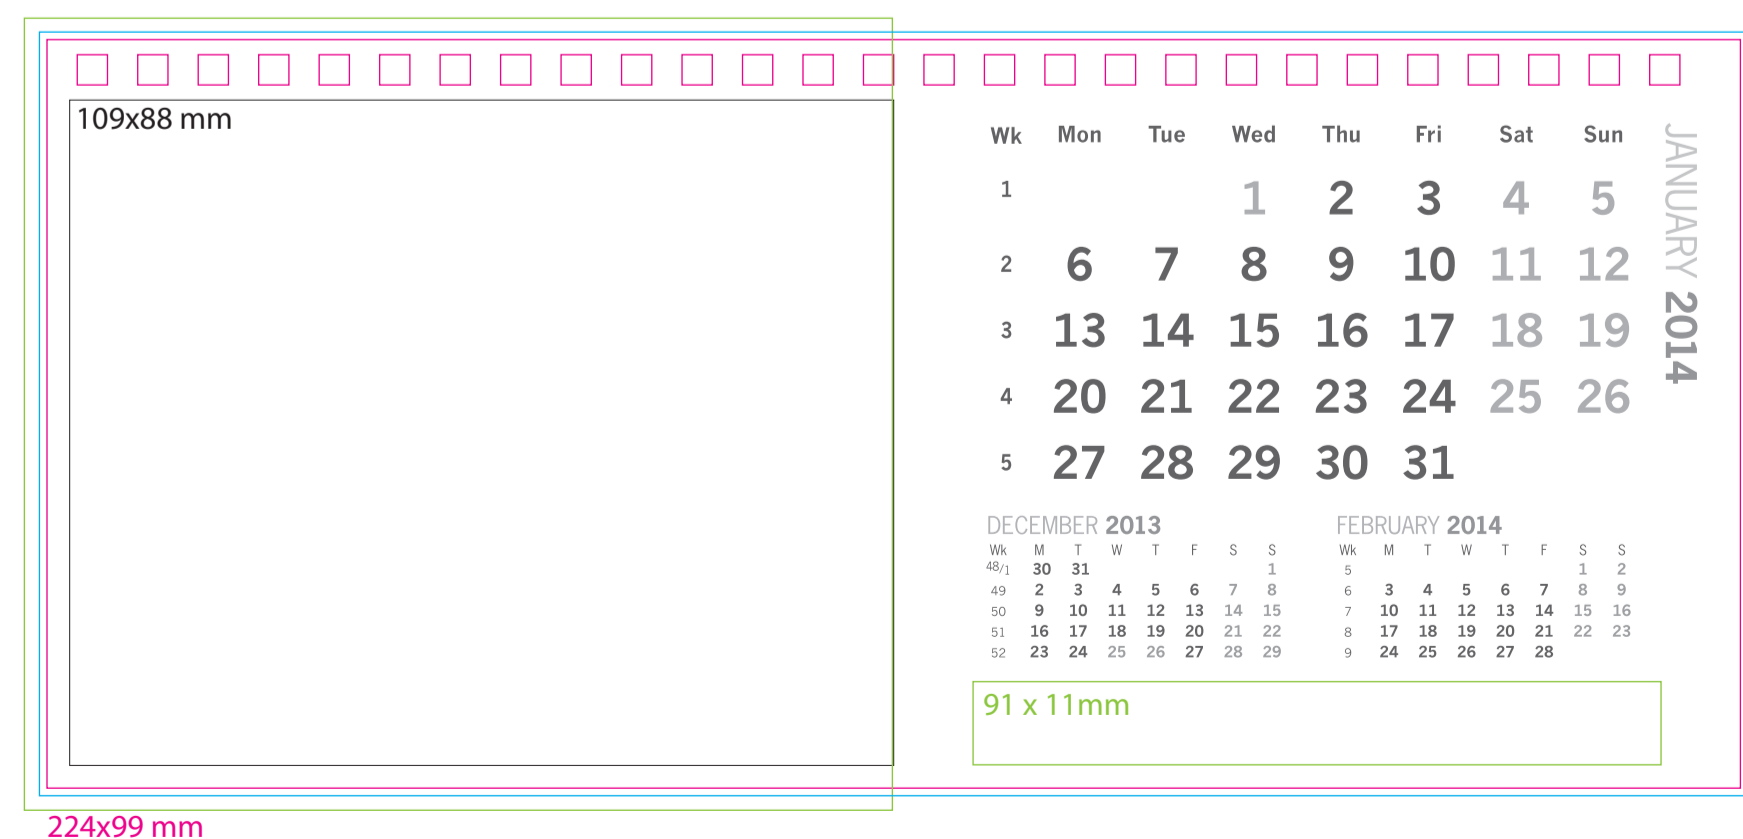 109x88 mm
Wk Mon Tue Wed Thu Fri Sat Sun
1 1 2 3 4 5
2 6 7 8 9 10 11 12
3 13 14 15 16 17 18 19
4 20 21 22 23 24 25 26
5 27 28 29 30 31
JANUARY 2014
DECEMBER 2013
Wk M T W T F S S
48/1 30 31 1
49 2 3 4 5 6 7 8
50 9 10 11 12 13 14 15
51 16 17 18 19 20 21 22
52 23 24 25 26 27 28 29
FEBRUARY 2014
Wk M T W T F S S
5 1 2
6 3 4 5 6 7 8 9
7 10 11 12 13 14 15 16
8 17 18 19 20 21 22 23
9 24 25 26 27 28
91 x 11mm
224x99 mm